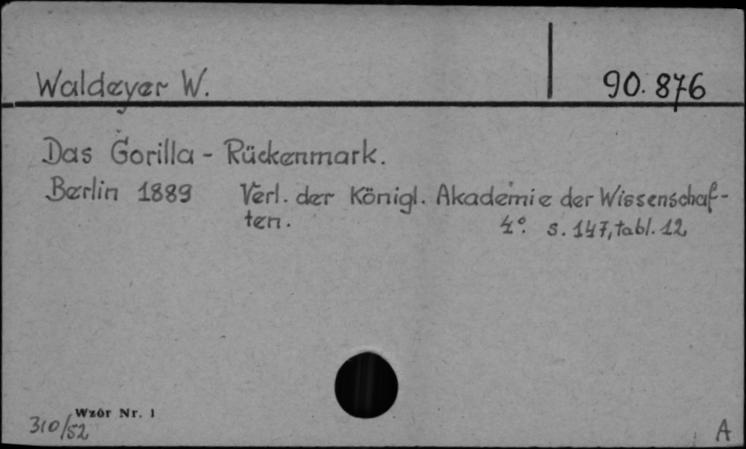 Waldeyer W.
90.876
Das Gorilla - Rückenmark.
Berlin 1889 Verl. der Königl. Akademie der Wissenschaf-
ten. 4°. s. 147, tabl. 12
Wzór Nr. 1
310/52
A